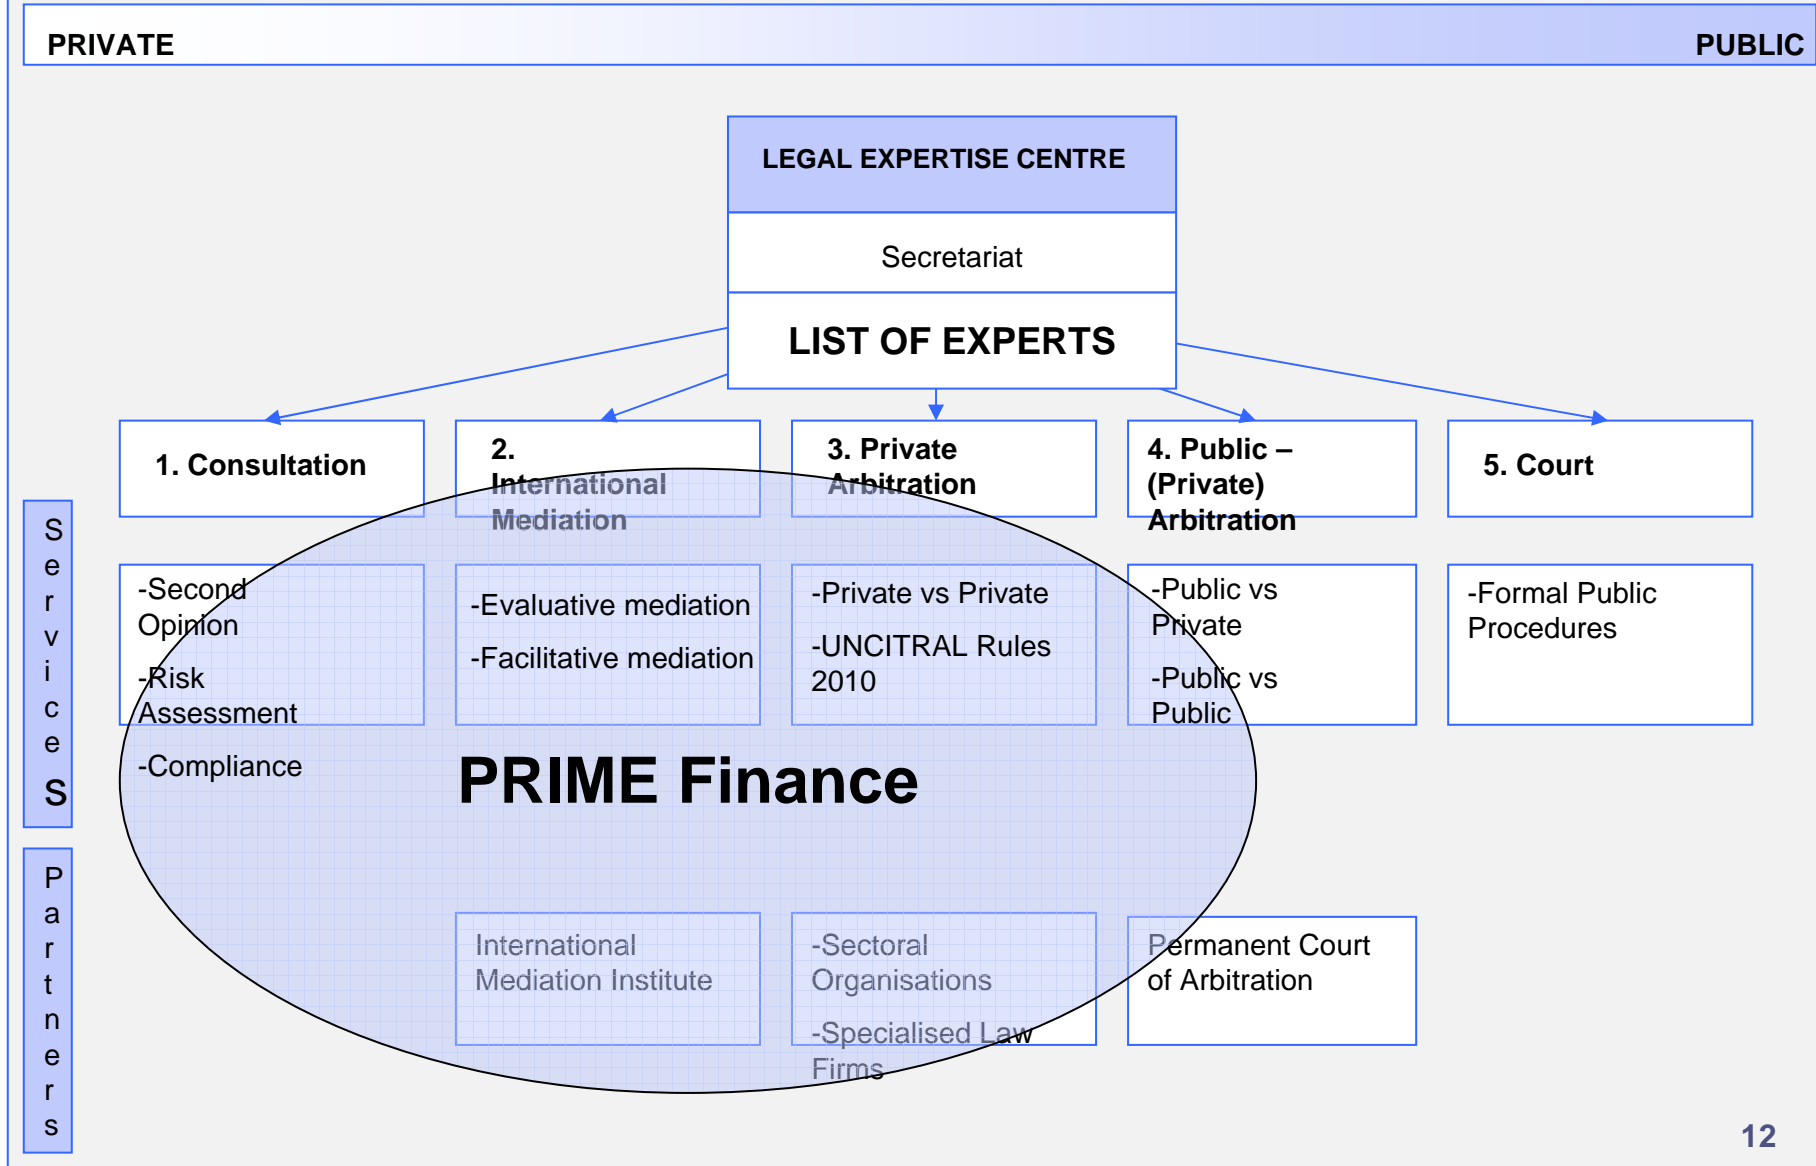 PRIVATE
PUBLIC
LEGAL EXPERTISE CENTRE
Secretariat
LIST OF EXPERTS
1. Consultation
2.
International
Mediation
3. Private
Arbitration
4. Public –
(Private)
Arbitration
5. Court
Services
-Second
Opinion
-Risk
Assessment
-Compliance
-Evaluative mediation
-Facilitative mediation
-Private vs Private
-UNCITRAL Rules
2010
-Public vs
Private
-Public vs
Public
-Formal Public
Procedures
PRIME Finance
Partners
International
Mediation Institute
-Sectoral
Organisations
-Specialised Law
Firms
Permanent Court
of Arbitration
12